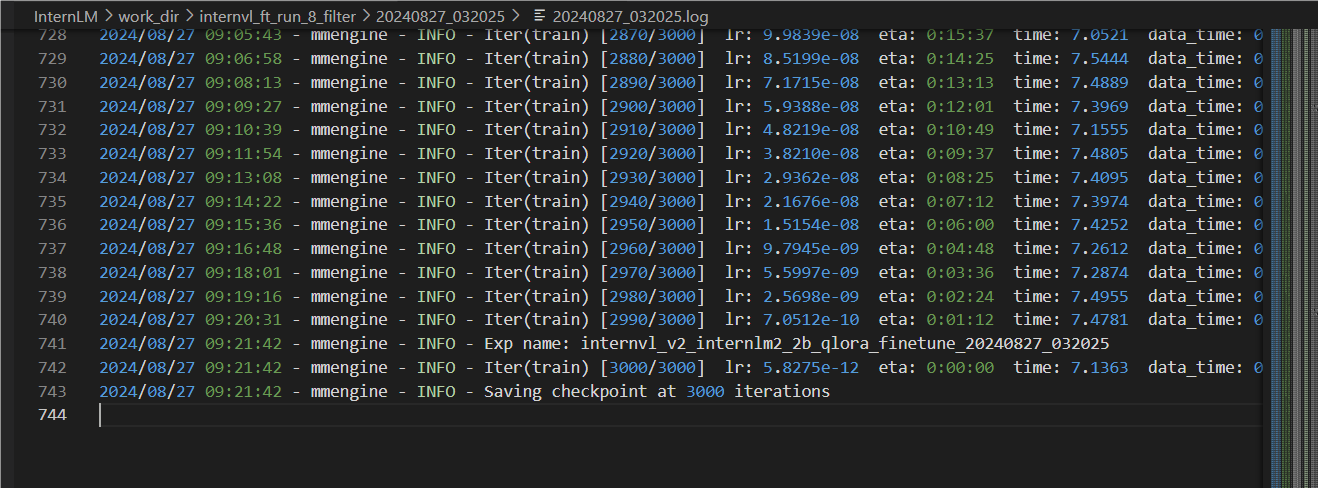 InternLM > work_dir > internvl_ft_run_8_filter > 20240827_032025 > 20240827_032025.log
728 2024/08/27 09:05:43 - mmengine - INFO - Iter(train) [2870/3000] lr: 9.9839e-08 eta: 0:15:37 time: 7.0521 data_time: 0
729 2024/08/27 09:06:58 - mmengine - INFO - Iter(train) [2880/3000] lr: 8.5199e-08 eta: 0:14:25 time: 7.5444 data_time: 0
730 2024/08/27 09:08:13 - mmengine - INFO - Iter(train) [2890/3000] lr: 7.1715e-08 eta: 0:13:13 time: 7.4889 data_time: 0
731 2024/08/27 09:09:27 - mmengine - INFO - Iter(train) [2900/3000] lr: 5.9388e-08 eta: 0:12:01 time: 7.3969 data_time: 0
732 2024/08/27 09:10:39 - mmengine - INFO - Iter(train) [2910/3000] lr: 4.8219e-08 eta: 0:10:49 time: 7.1555 data_time: 0
733 2024/08/27 09:11:54 - mmengine - INFO - Iter(train) [2920/3000] lr: 3.8210e-08 eta: 0:09:37 time: 7.4805 data_time: 0
734 2024/08/27 09:13:08 - mmengine - INFO - Iter(train) [2930/3000] lr: 2.9362e-08 eta: 0:08:25 time: 7.4095 data_time: 0
735 2024/08/27 09:14:22 - mmengine - INFO - Iter(train) [2940/3000] lr: 2.1676e-08 eta: 0:07:12 time: 7.3974 data_time: 0
736 2024/08/27 09:15:36 - mmengine - INFO - Iter(train) [2950/3000] lr: 1.5154e-08 eta: 0:06:00 time: 7.4252 data_time: 0
737 2024/08/27 09:16:48 - mmengine - INFO - Iter(train) [2960/3000] lr: 9.7945e-09 eta: 0:04:48 time: 7.2612 data_time: 0
738 2024/08/27 09:18:01 - mmengine - INFO - Iter(train) [2970/3000] lr: 5.5997e-09 eta: 0:03:36 time: 7.2874 data_time: 0
739 2024/08/27 09:19:16 - mmengine - INFO - Iter(train) [2980/3000] lr: 2.5698e-09 eta: 0:02:24 time: 7.4955 data_time: 0
740 2024/08/27 09:20:31 - mmengine - INFO - Iter(train) [2990/3000] lr: 7.0512e-10 eta: 0:01:12 time: 7.4781 data_time: 0
741 2024/08/27 09:21:42 - mmengine - INFO - Exp name: internvl_v2_internlm2_2b_qlora_finetune_20240827_032025
742 2024/08/27 09:21:42 - mmengine - INFO - Iter(train) [3000/3000] lr: 5.8275e-12 eta: 0:00:00 time: 7.1363 data_time: 0
743 2024/08/27 09:21:42 - mmengine - INFO - Saving checkpoint at 3000 iterations
744